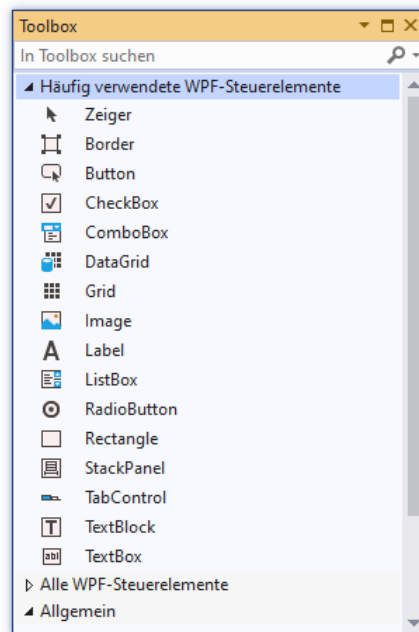 Toolbox
In Toolbox suchen
Häufig verwendete WPF-Steuerelemente
Zeiger
Border
Button
CheckBox
ComboBox
DataGrid
Grid
Image
A Label
ListBox
RadioButton
Rectangle
StackPanel
TabControl
T TextBlock
abl TextBox
Alle WPF-Steuerelemente
Allgemein